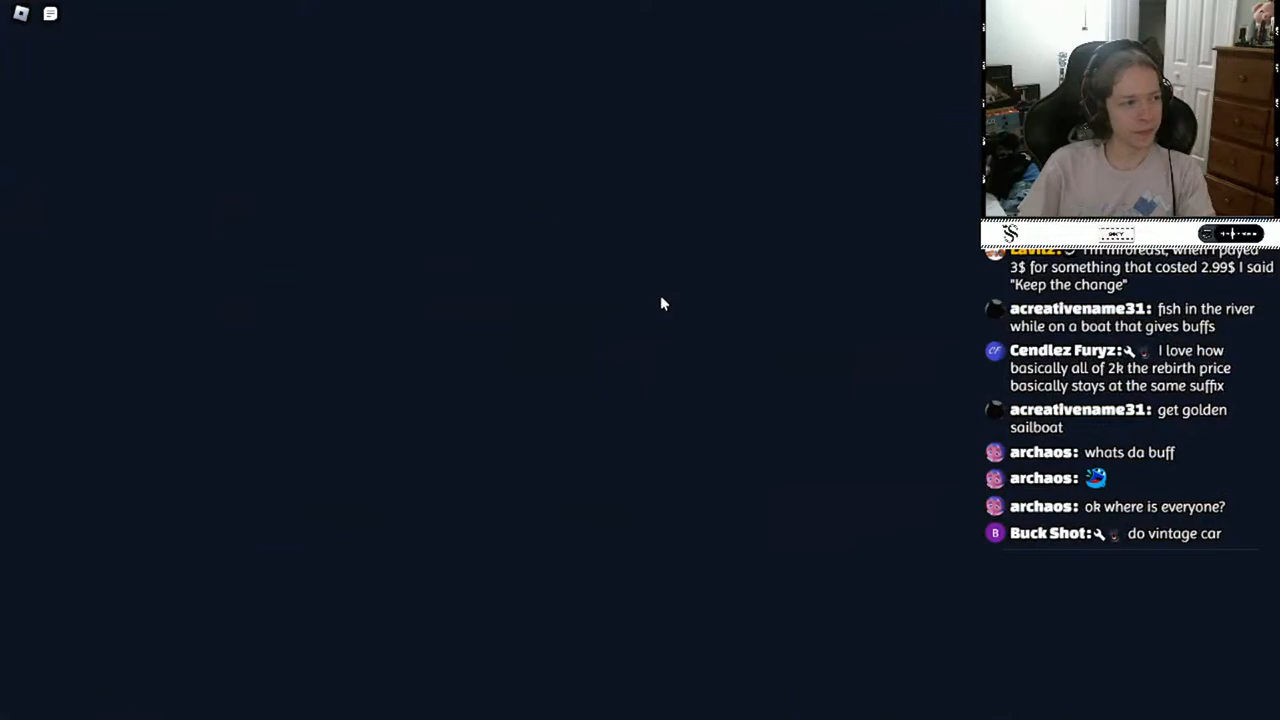 3$ for something that costed 2.99$ I said
"Keep the change"
acreativename31: fish in the river
while on a boat that gives buffs
Cendlez Furyz: I love how
basically all of 2k the rebirth price
basically stays at the same suffix
acreativename31: get golden
sailboat
archaos: whats da buff
archaos:
archaos: ok where is everyone?
Buck Shot: do vintage car
CF
B